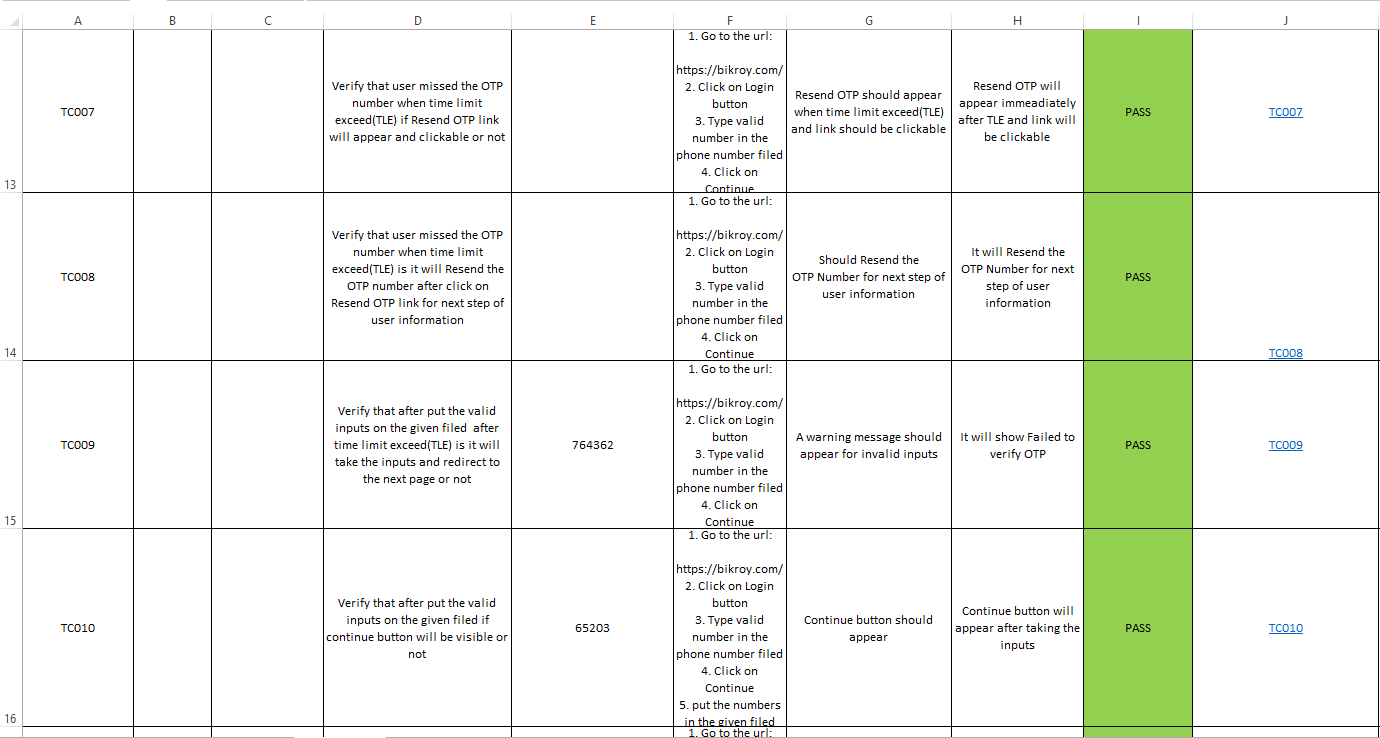 A B C D E F G H I J
13
TC007
Verify that user missed the OTP
number when time limit
exceed(TLE) if Resend OTP link
will appear and clickable or not
1. Go to the url:
https://bikroy.com/
2. Click on Login
button
3. Type valid
number in the
phone number filed
4. Click on
Continue
Resend OTP should appear
when time limit exceed(TLE)
and link should be clickable
Resend OTP will
appear immeadiately
after TLE and link will
be clickable
PASS
TC007
14
TC008
Verify that user missed the OTP
number when time limit
exceed(TLE) is it will Resend the
OTP number after click on
Resend OTP link for next step of
user information
1. Go to the url:
https://bikroy.com/
2. Click on Login
button
3. Type valid
number in the
phone number filed
4. Click on
Continue
Should Resend the
OTP Number for next step of
user information
It will Resend the
OTP Number for next
step of user
information
PASS
TC008
15
TC009
Verify that after put the valid
inputs on the given filed after
time limit exceed(TLE) is it will
take the inputs and redirect to
the next page or not
764362
1. Go to the url:
https://bikroy.com/
2. Click on Login
button
3. Type valid
number in the
phone number filed
4. Click on
Continue
A warning message should
appear for invalid inputs
It will show Failed to
verify OTP
PASS
TC009
16
TC010
Verify that after put the valid
inputs on the given filed if
continue button will be visible or
not
65203
1. Go to the url:
https://bikroy.com/
2. Click on Login
button
3. Type valid
number in the
phone number filed
4. Click on
Continue
5. put the numbers
in the given filed
Continue button should
appear
Continue button will
appear after taking the
inputs
PASS
TC010
1. Go to the url: